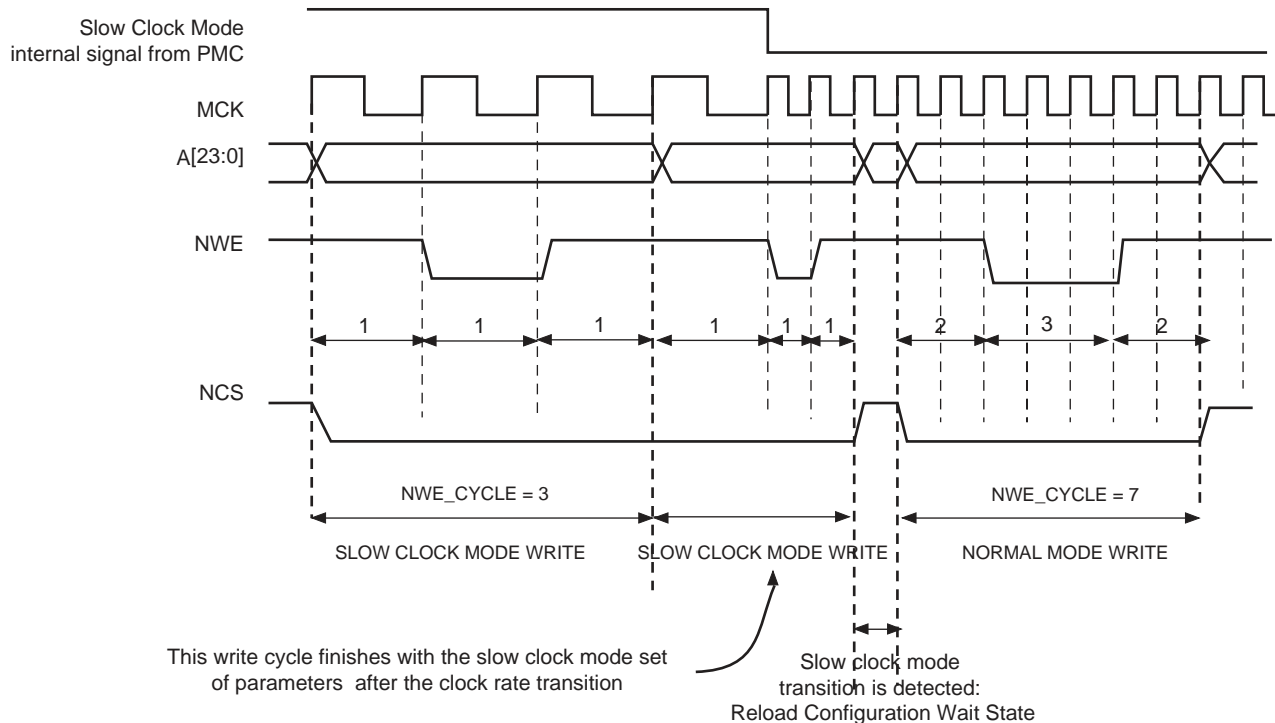 Slow Clock Mode
internal signal from PMC
MCK
A[23:0]
NWE
1 1 1 1 1 1 2 3 2
NCS
NWE_CYCLE = 3 NWE_CYCLE = 7
SLOW CLOCK MODE WRITE SLOW CLOCK MODE WRITE NORMAL MODE WRITE
This write cycle finishes with the slow clock mode set
of parameters after the clock rate transition
Slow clock mode
transition is detected:
Reload Configuration Wait State